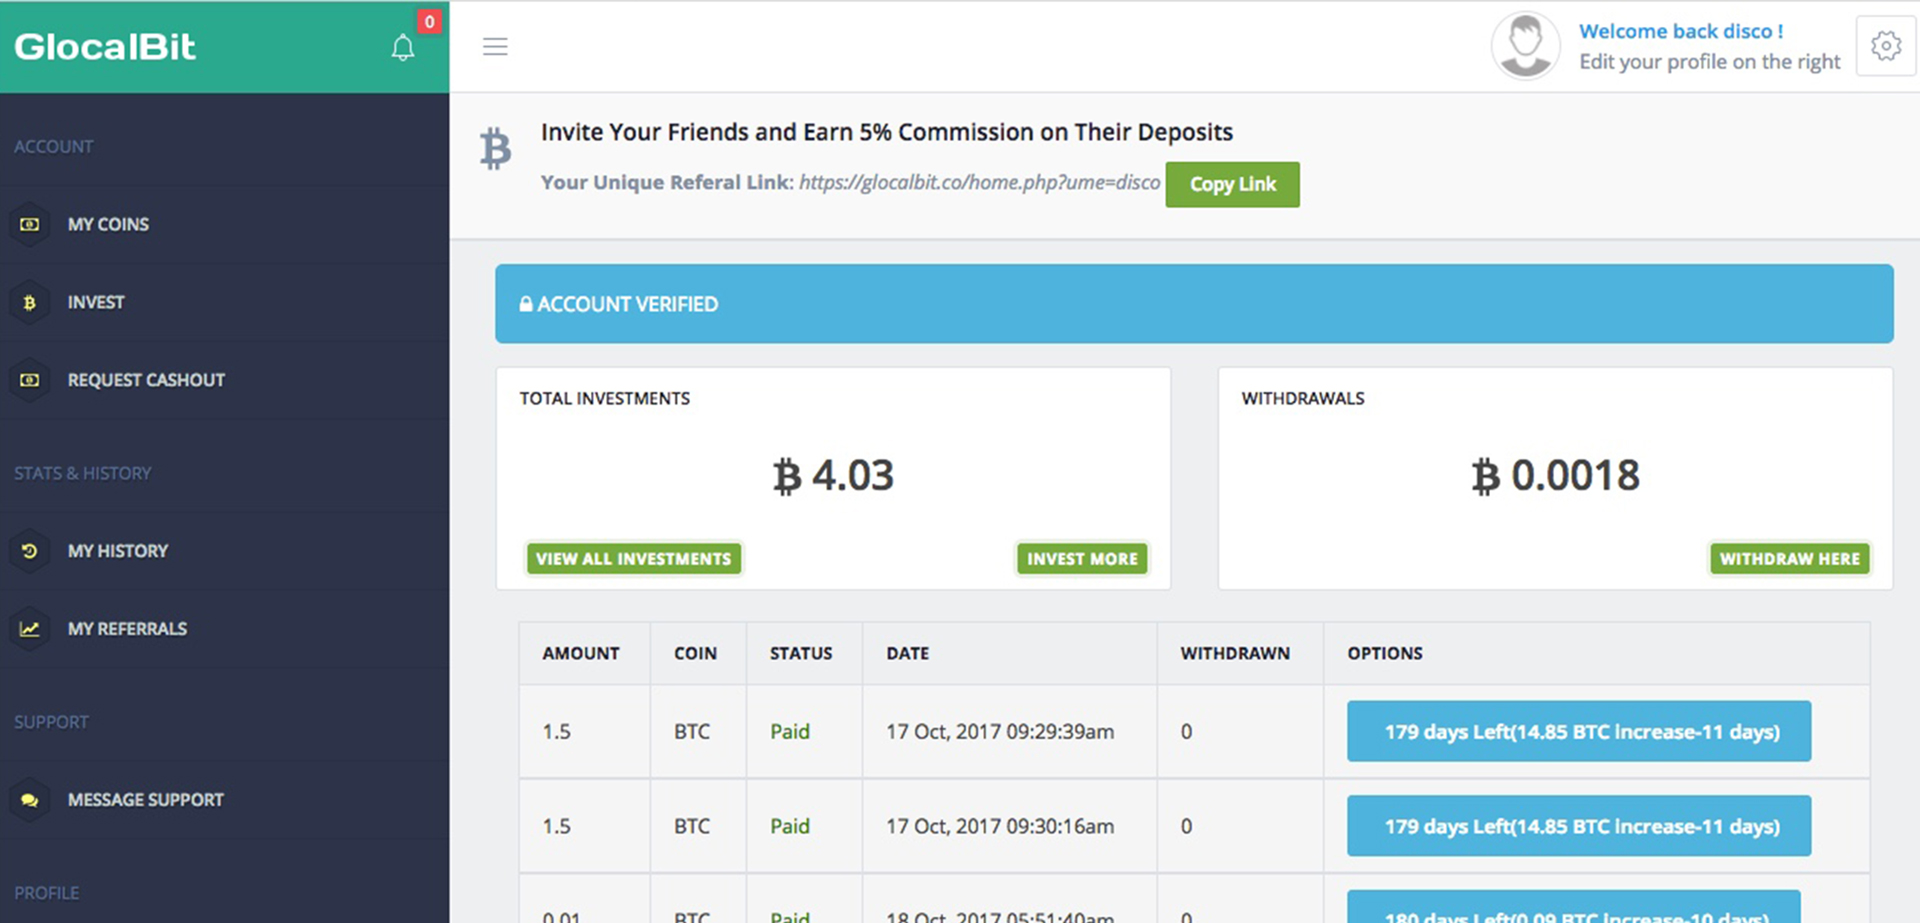 GlocalBit
0
Welcome back disco !
Edit your profile on the right
ACCOUNT
MY COINS
INVEST
REQUEST CASHOUT
STATS & HISTORY
MY HISTORY
MY REFERRALS
SUPPORT
MESSAGE SUPPORT
PROFILE
Invite Your Friends and Earn 5% Commission on Their Deposits
Your Unique Referal Link: https://glocalbit.co/home.php?ume=disco Copy Link
ACCOUNT VERIFIED
TOTAL INVESTMENTS
₿ 4.03
VIEW ALL INVESTMENTS INVEST MORE
WITHDRAWALS
₿ 0.0018
WITHDRAW HERE
AMOUNT COIN STATUS DATE WITHDRAWN OPTIONS
1.5 BTC Paid 17 Oct, 2017 09:29:39am 0 179 days Left(14.85 BTC increase-11 days)
1.5 BTC Paid 17 Oct, 2017 09:30:16am 0 179 days Left(14.85 BTC increase-11 days)
0.01 BTC Paid 18 Oct, 2017 05:51:40am 0 180 days Left(0.09 BTC increase-10 days)